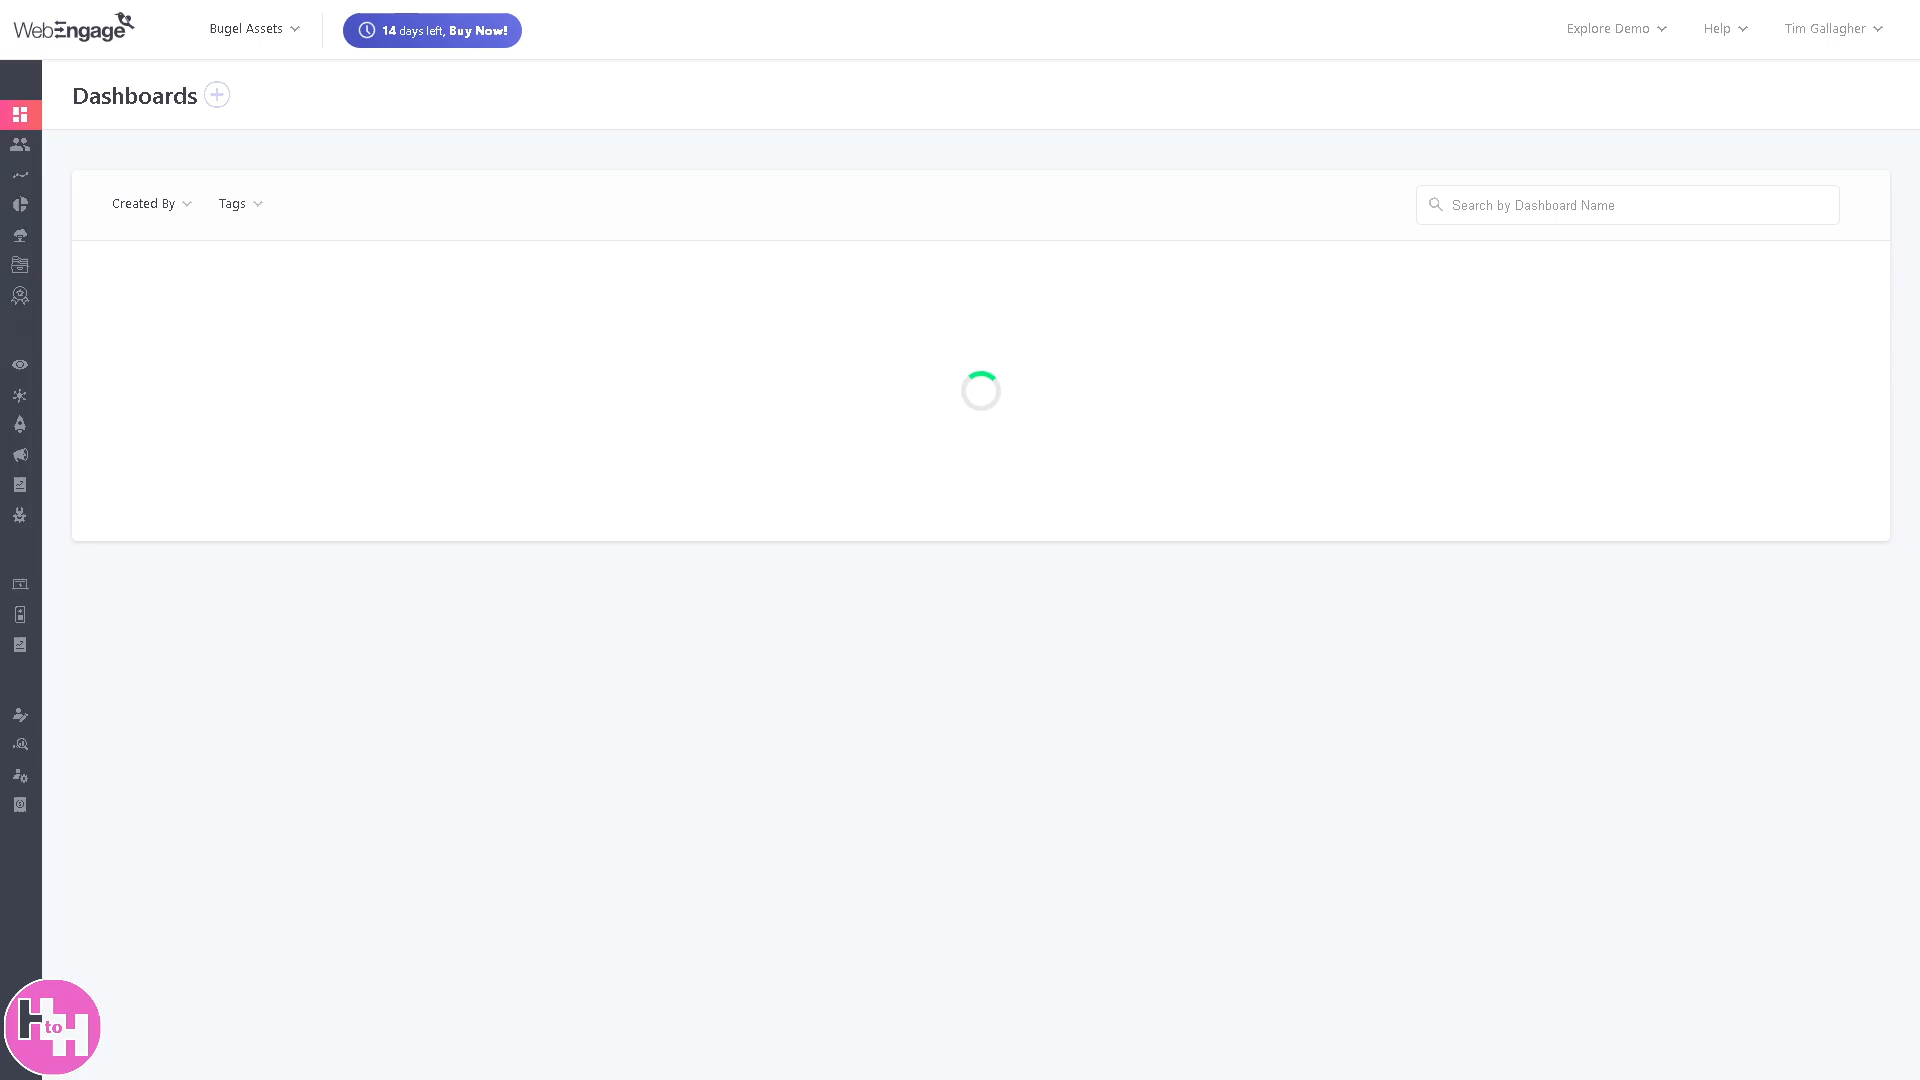 WebEngage
Bugel Assets
14 days left, Buy Now!
Explore Demo
Help
Tim Gallagher
Dashboards
Created By
Tags
Search by Dashboard Name
H to H